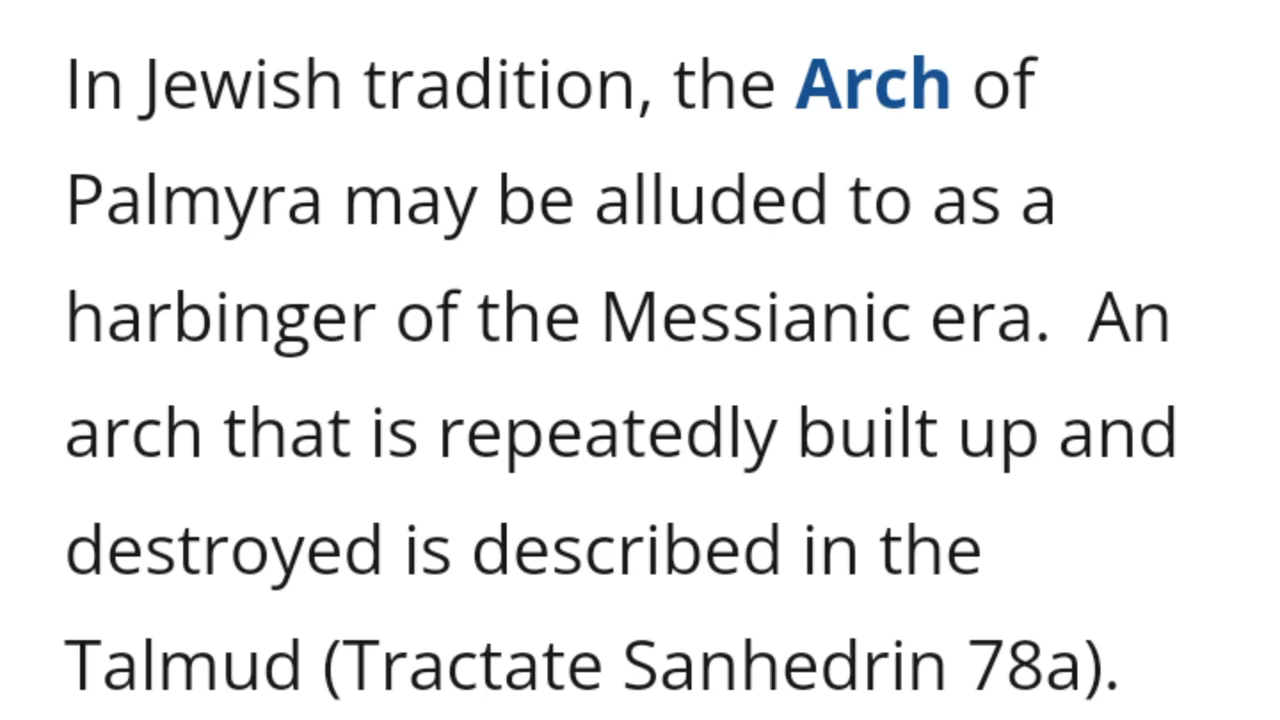 In Jewish tradition, the Arch of
Palmyra may be alluded to as a
harbinger of the Messianic era.  An
arch that is repeatedly built up and
destroyed is described in the
Talmud (Tractate Sanhedrin 78a).